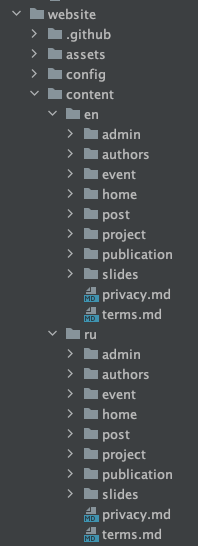 website
.github
assets
config
content
en
admin
authors
event
home
post
project
publication
slides
MD privacy.md
MD terms.md
ru
admin
authors
event
home
post
project
publication
slides
MD privacy.md
MD terms.md